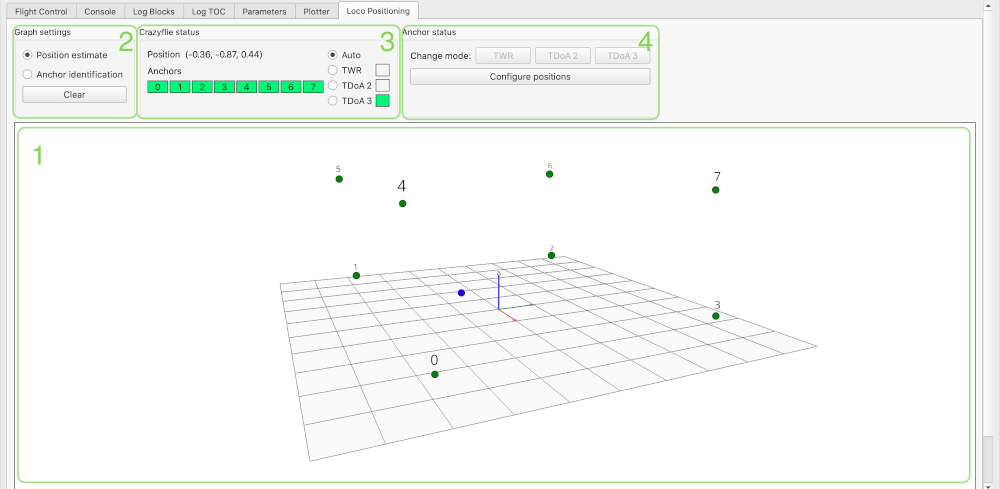 Flight Control Console Log Blocks Log TOC Parameters Plotter Loco Positioning
Graph settings
2
Position estimate
Anchor identification
Clear
Crazyflie status
3
Position (-0.36, -0.87, 0.44)
Anchors
0 1 2 3 4 5 6 7
Auto
TWR
TDoA 2
TDoA 3
Anchor status
4
Change mode: TWR TDoA 2 TDoA 3
Configure positions
1
5
6
4
7
2
1
3
0